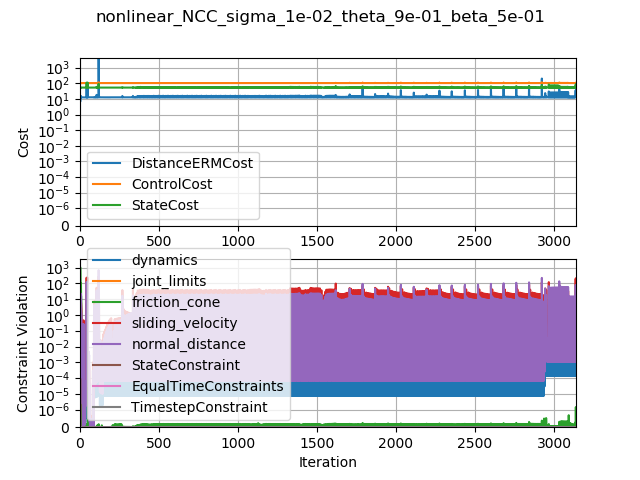 nonlinear_NCC_sigma_1e-02_theta_9e-01_beta_5e-01
Cost
10³
10²
10¹
10⁰
10⁻¹
10⁻²
10⁻³
10⁻⁴
10⁻⁵
10⁻⁶
0
DistanceERMCost
ControlCost
StateCost
0 500 1000 1500 2000 2500 3000
Constraint Violation
10³
10²
10¹
10⁰
10⁻¹
10⁻²
10⁻³
10⁻⁴
10⁻⁵
10⁻⁶
0
dynamics
joint_limits
friction_cone
sliding_velocity
normal_distance
StateConstraint
EqualTimeConstraints
TimestepConstraint
0 500 1000 1500 2000 2500 3000
Iteration